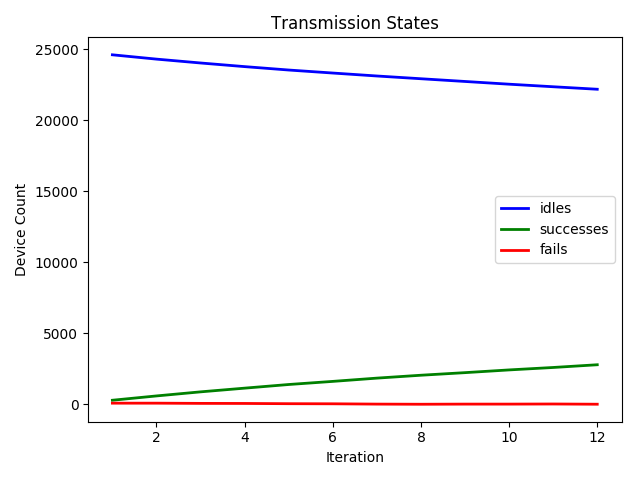 Transmission States
Device Count
25000
20000
15000
10000
5000
0
idles
successes
fails
2 4 6 8 10 12
Iteration